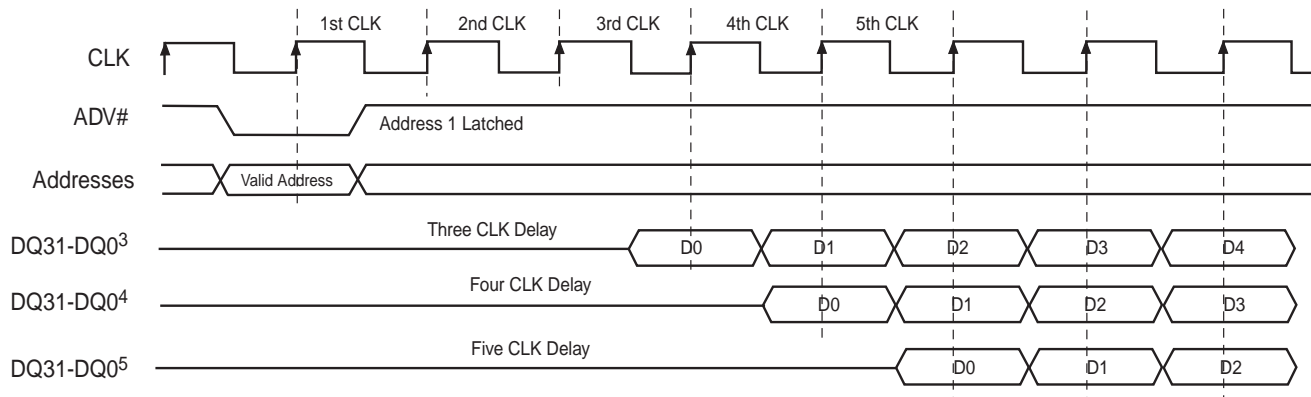 1st CLK 2nd CLK 3rd CLK 4th CLK 5th CLK
CLK
ADV# Address 1 Latched
Addresses Valid Address
DQ31-DQ0³ Three CLK Delay D0 D1 D2 D3 D4
DQ31-DQ0⁴ Four CLK Delay D0 D1 D2 D3
DQ31-DQ0⁵ Five CLK Delay D0 D1 D2